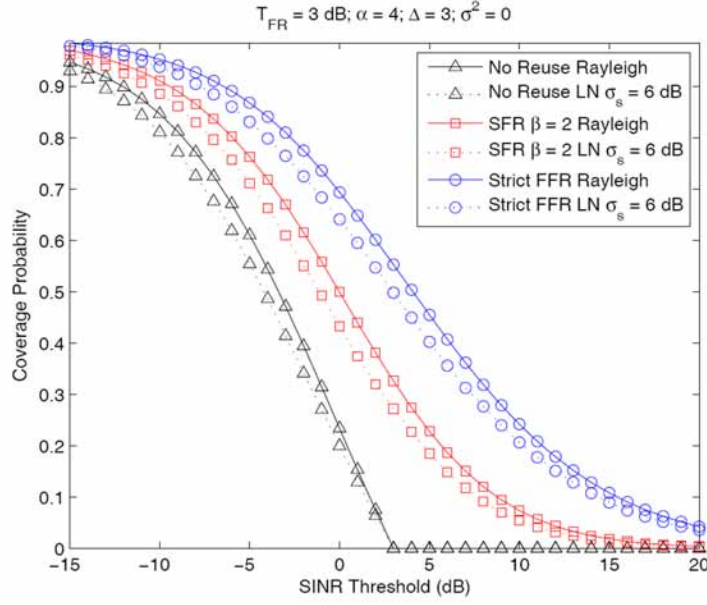 T_FR = 3 dB; α = 4; Δ = 3; σ² = 0
No Reuse Rayleigh
No Reuse LN σ_s = 6 dB
SFR β = 2 Rayleigh
SFR β = 2 LN σ_s = 6 dB
Strict FFR Rayleigh
Strict FFR LN σ_s = 6 dB
Coverage Probability
0.9
0.8
0.7
0.6
0.5
0.4
0.3
0.2
0.1
0
−15 −10 −5 0 5 10 15 20
SINR Threshold (dB)